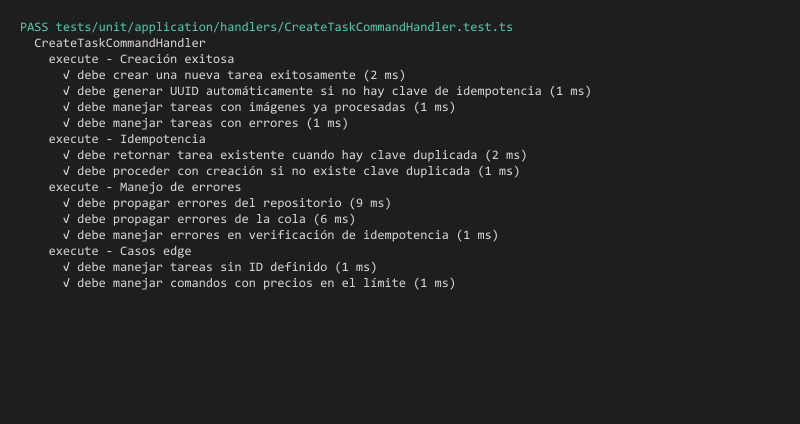 PASS tests/unit/application/handlers/CreateTaskCommandHandler.test.ts
CreateTaskCommandHandler
execute - Creación exitosa
√ debe crear una nueva tarea exitosamente (2 ms)
√ debe generar UUID automáticamente si no hay clave de idempotencia (1 ms)
√ debe manejar tareas con imágenes ya procesadas (1 ms)
√ debe manejar tareas con errores (1 ms)
execute - Idempotencia
√ debe retornar tarea existente cuando hay clave duplicada (2 ms)
√ debe proceder con creación si no existe clave duplicada (1 ms)
execute - Manejo de errores
√ debe propagar errores del repositorio (9 ms)
√ debe propagar errores de la cola (6 ms)
√ debe manejar errores en verificación de idempotencia (1 ms)
execute - Casos edge
√ debe manejar tareas sin ID definido (1 ms)
√ debe manejar comandos con precios en el límite (1 ms)